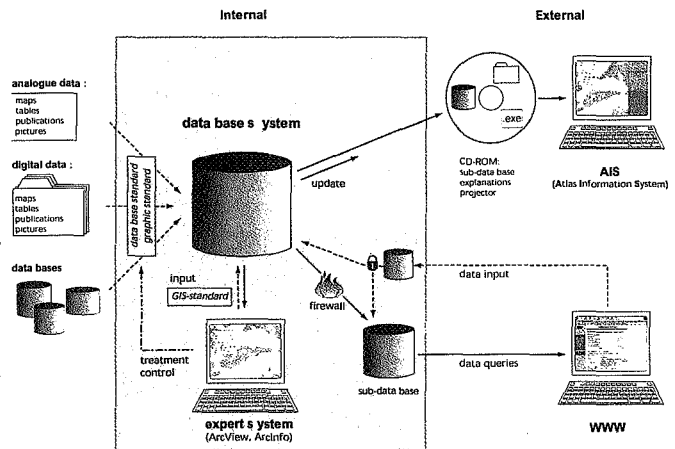 Internal
External
analogue data :
maps
tables
publications
pictures
digital data :
maps
tables
publications
pictures
data bases
data base standard
graphic standard
data base s ystem
update
input
GIS-standard
treatment
control
expert s ystem
(ArcView, ArcInfo)
firewall
sub-data base
.exe
CD-ROM:
sub-data base
explanations
projector
AIS
(Atlas Information System)
data input
data queries
WWW